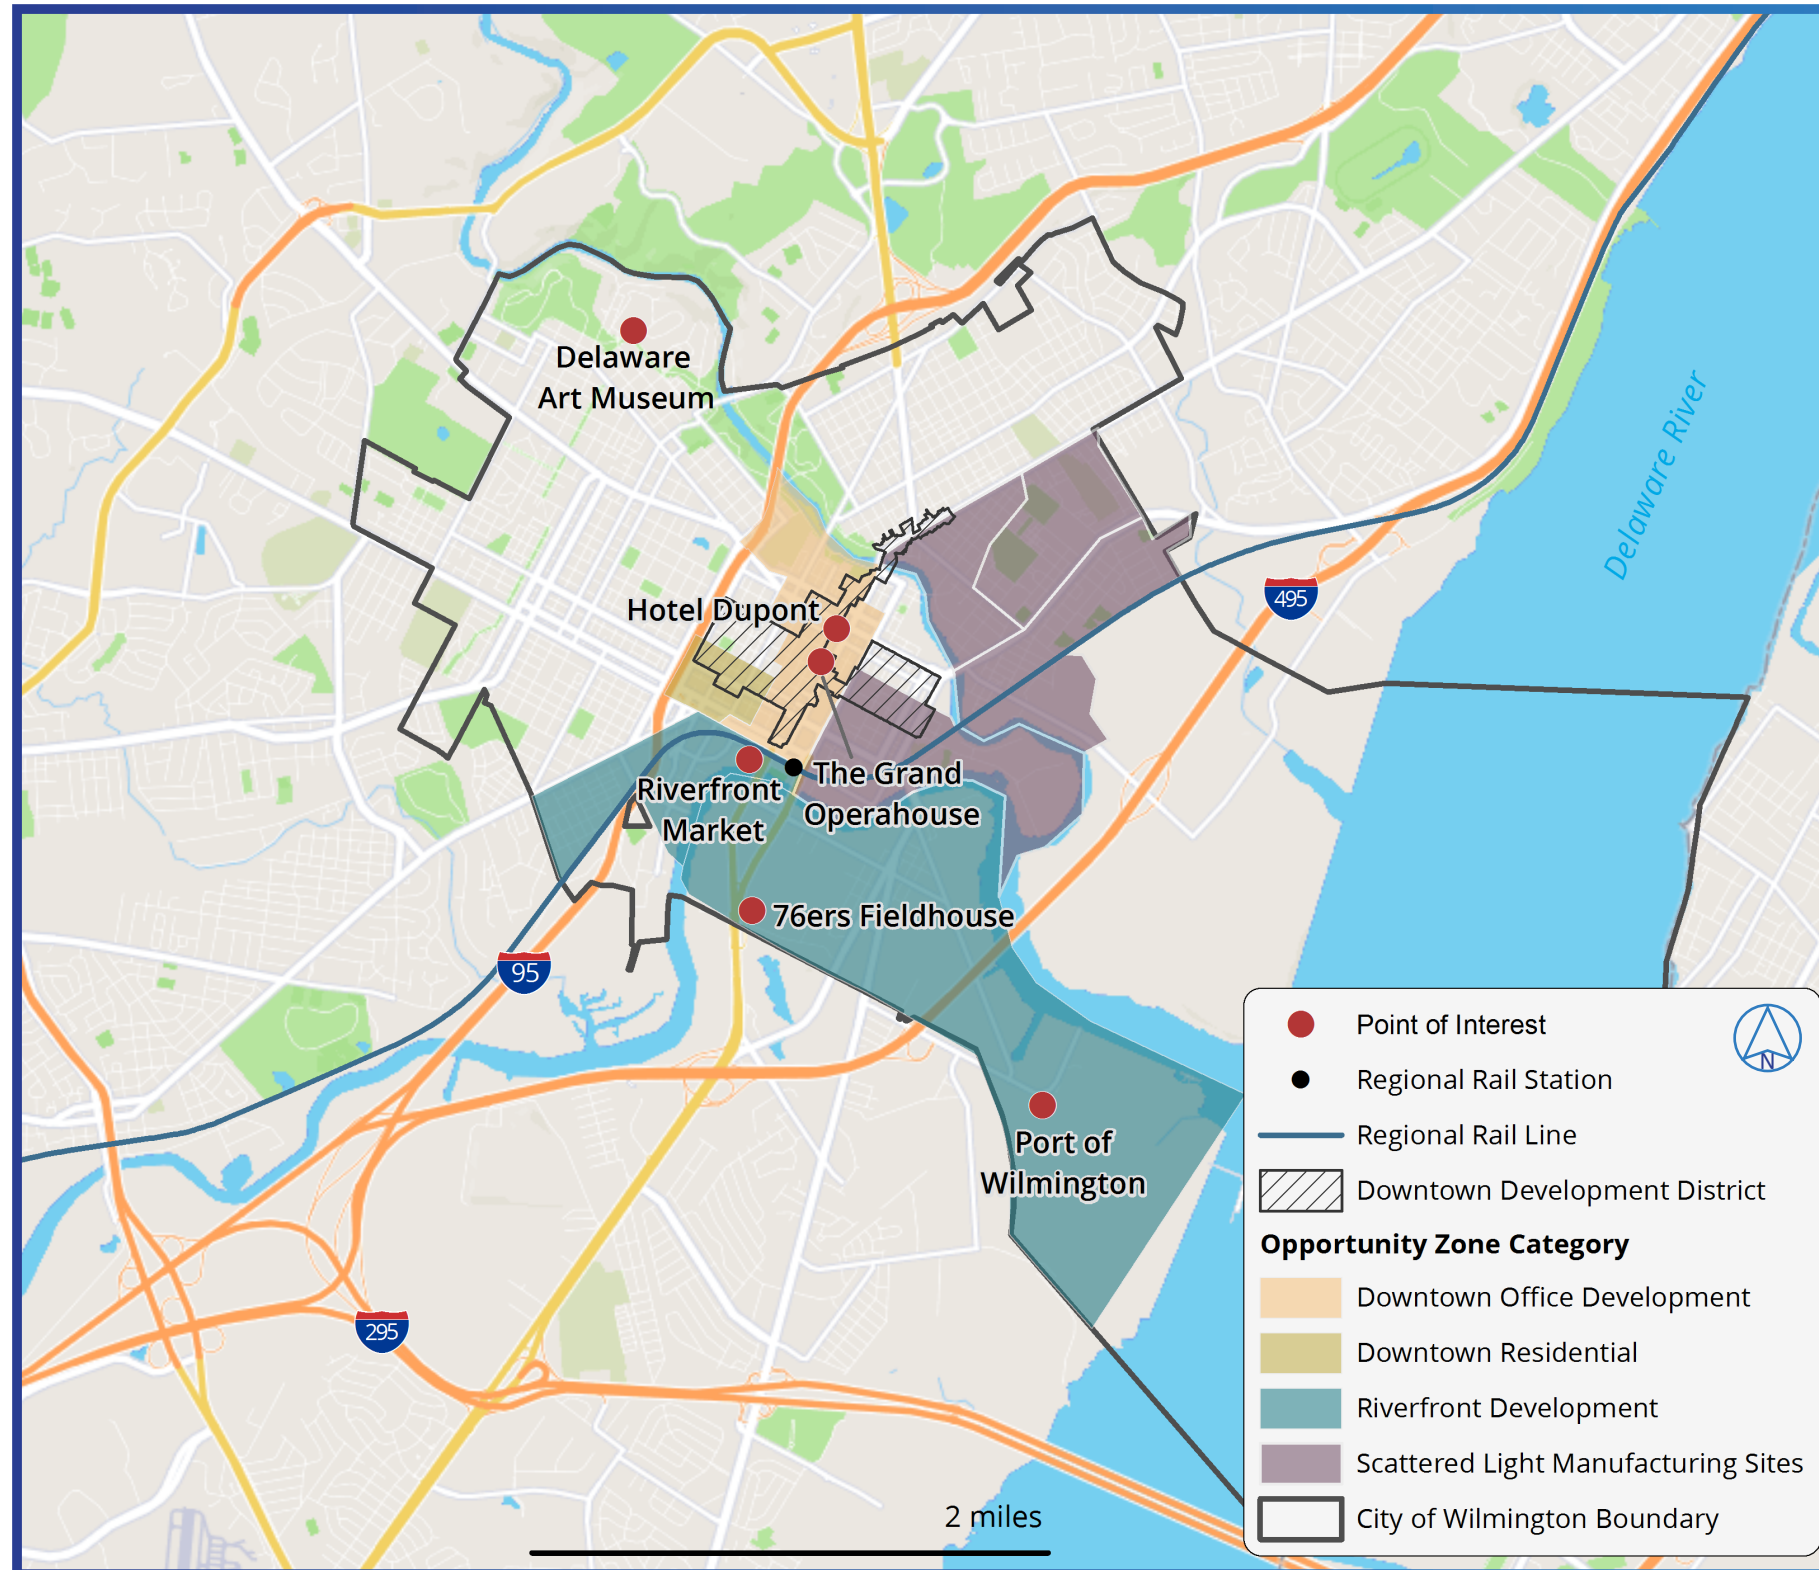 Delaware
Art Museum
Delaware River
Hotel Dupont
495
The Grand
Operahouse
Riverfront
Market
76ers Fieldhouse
95
Port of
Wilmington
295
2 miles
Point of Interest
N
Regional Rail Station
Regional Rail Line
Downtown Development District
Opportunity Zone Category
Downtown Office Development
Downtown Residential
Riverfront Development
Scattered Light Manufacturing Sites
City of Wilmington Boundary